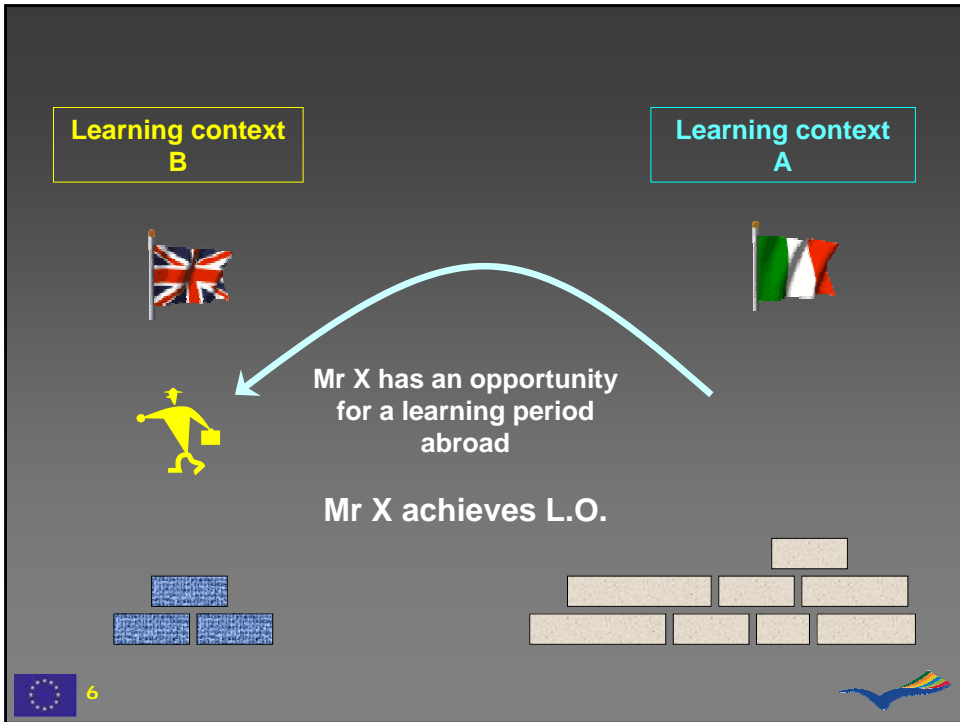 Learning context
B
Learning context
A
Mr X has an opportunity
for a learning period
abroad
Mr X achieves L.O.
6